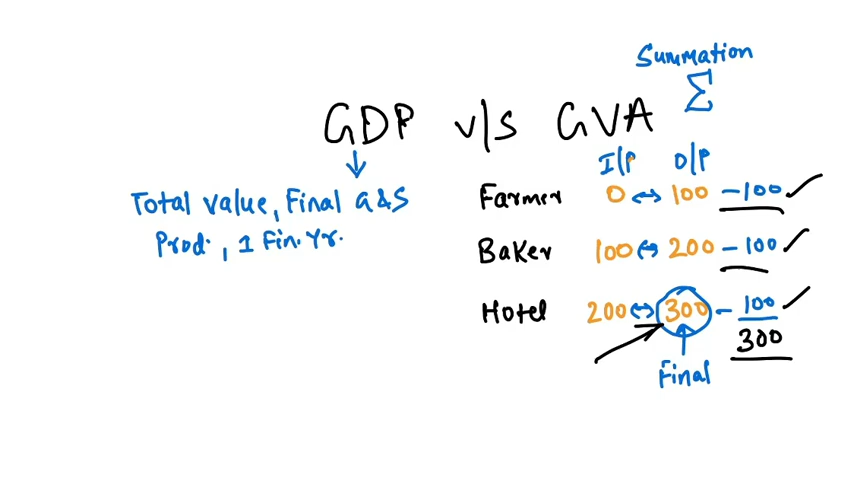 Summation
Σ
GDP v/s GVA
I/P O/P
Total value, Final G&S
Prod., 1 Fin. Yr.
Farmer 0 ↔ 100 - 100 ✓
Baker 100 ↔ 200 - 100 ✓
Hotel 200 ↔ 300 - 100 ✓
300
Final